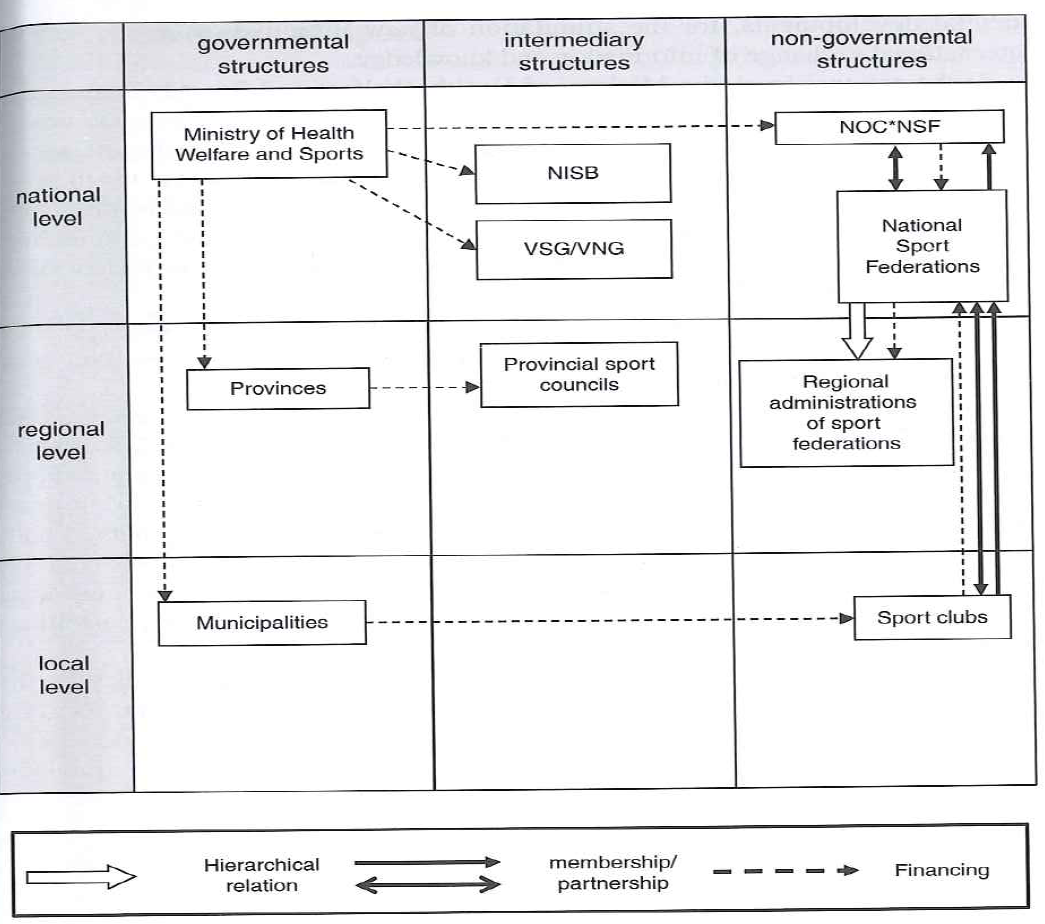 governmental
structures
intermediary
structures
non-governmental
structures
national
level
Ministry of Health
Welfare and Sports
NISB
VSG/VNG
NOC*NSF
National
Sport
Federations
regional
level
Provinces
Provincial sport
councils
Regional
administrations
of sport
federations
local
level
Municipalities
Sport clubs
Hierarchical
relation
membership/
partnership
Financing